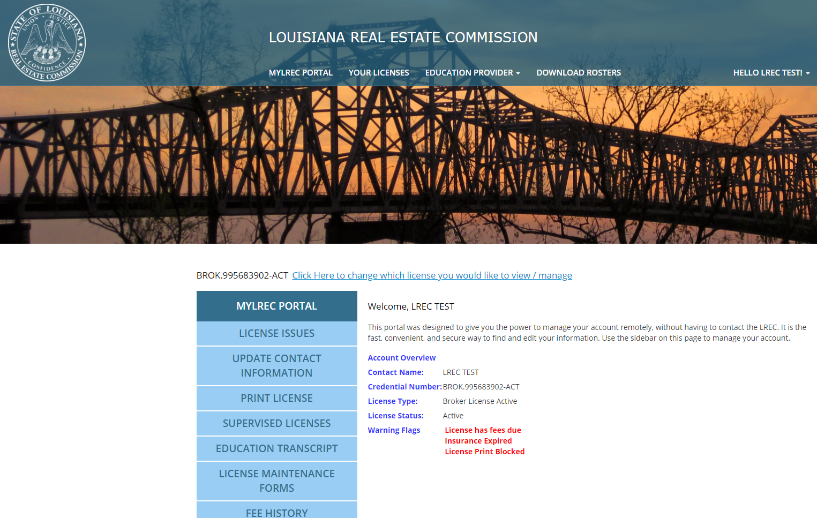 STATE OF LOUISIANA
UNION JUSTICE
CONFIDENCE
REAL ESTATE COMMISSION
LOUISIANA REAL ESTATE COMMISSION
MYLREC PORTAL YOUR LICENSES EDUCATION PROVIDER DOWNLOAD ROSTERS HELLO LREC TEST!
BROK.995683902-ACT Click Here to change which license you would like to view / manage
MYLREC PORTAL
LICENSE ISSUES
UPDATE CONTACT
INFORMATION
PRINT LICENSE
SUPERVISED LICENSES
EDUCATION TRANSCRIPT
LICENSE MAINTENANCE
FORMS
FEE HISTORY
Welcome, LREC TEST
This portal was designed to give you the power to manage your account remotely, without having to contact the LREC. It is the
fast, convenient, and secure way to find and edit your information. Use the sidebar on this page to manage your account.
Account Overview
Contact Name: LREC TEST
Credential Number: BROK.995683902-ACT
License Type: Broker License Active
License Status: Active
Warning Flags License has fees due
Insurance Expired
License Print Blocked